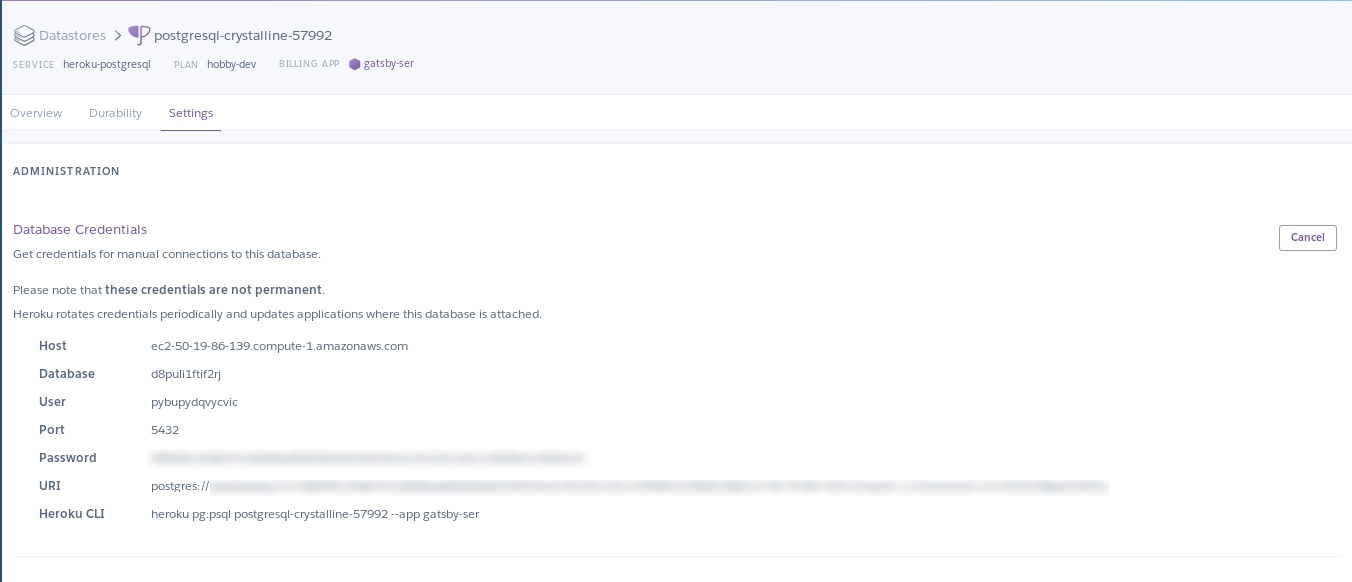 Datastores > postgresql-crystalline-57992
SERVICE heroku-postgresql PLAN hobby-dev BILLING APP gatsby-ser
Overview Durability Settings
ADMINISTRATION
Database Credentials
Cancel
Get credentials for manual connections to this database.
Please note that these credentials are not permanent.
Heroku rotates credentials periodically and updates applications where this database is attached.
Host ec2-50-19-86-139.compute-1.amazonaws.com
Database d8puli1ftif2rj
User pybupydqvycvic
Port 5432
Password
URI postgres://
Heroku CLI heroku pg:psql postgresql-crystalline-57992 --app gatsby-ser